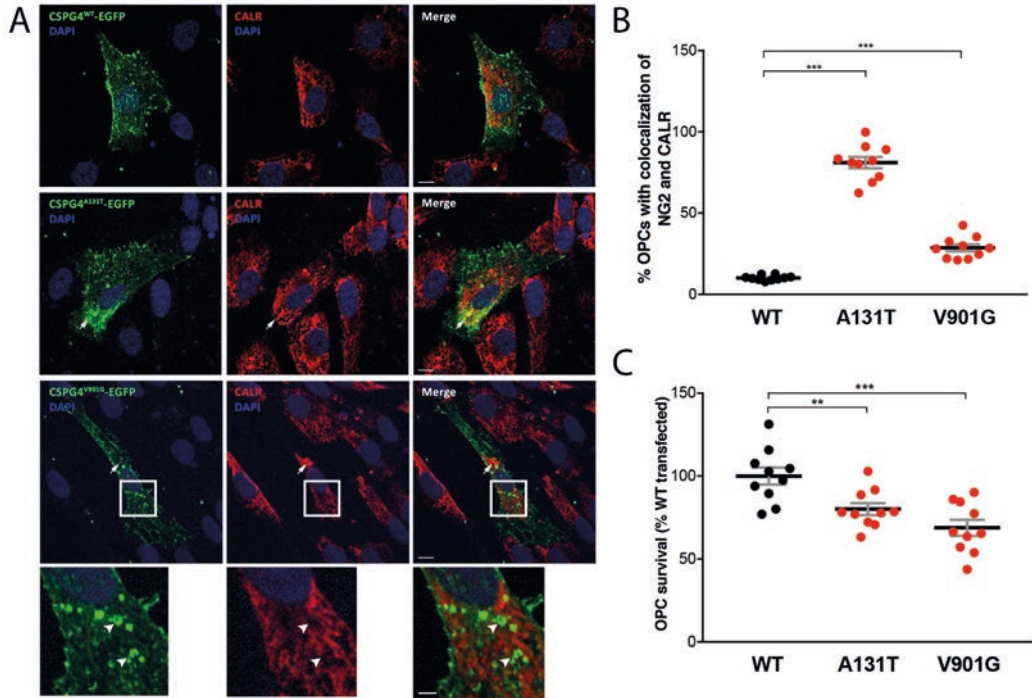 A
CSPG4WT-EGFP
DAPI
CALR
DAPI
Merge
CSPG4A131T-EGFP
DAPI
CALR
DAPI
Merge
CSPG4V901G-EGFP
DAPI
CALR
DAPI
Merge
B
% OPCs with colocalization of
NG2 and CALR
150
100
50
0
***
***
WT
A131T
V901G
C
OPC survival (% WT transfected)
150
100
50
0
***
**
WT
A131T
V901G